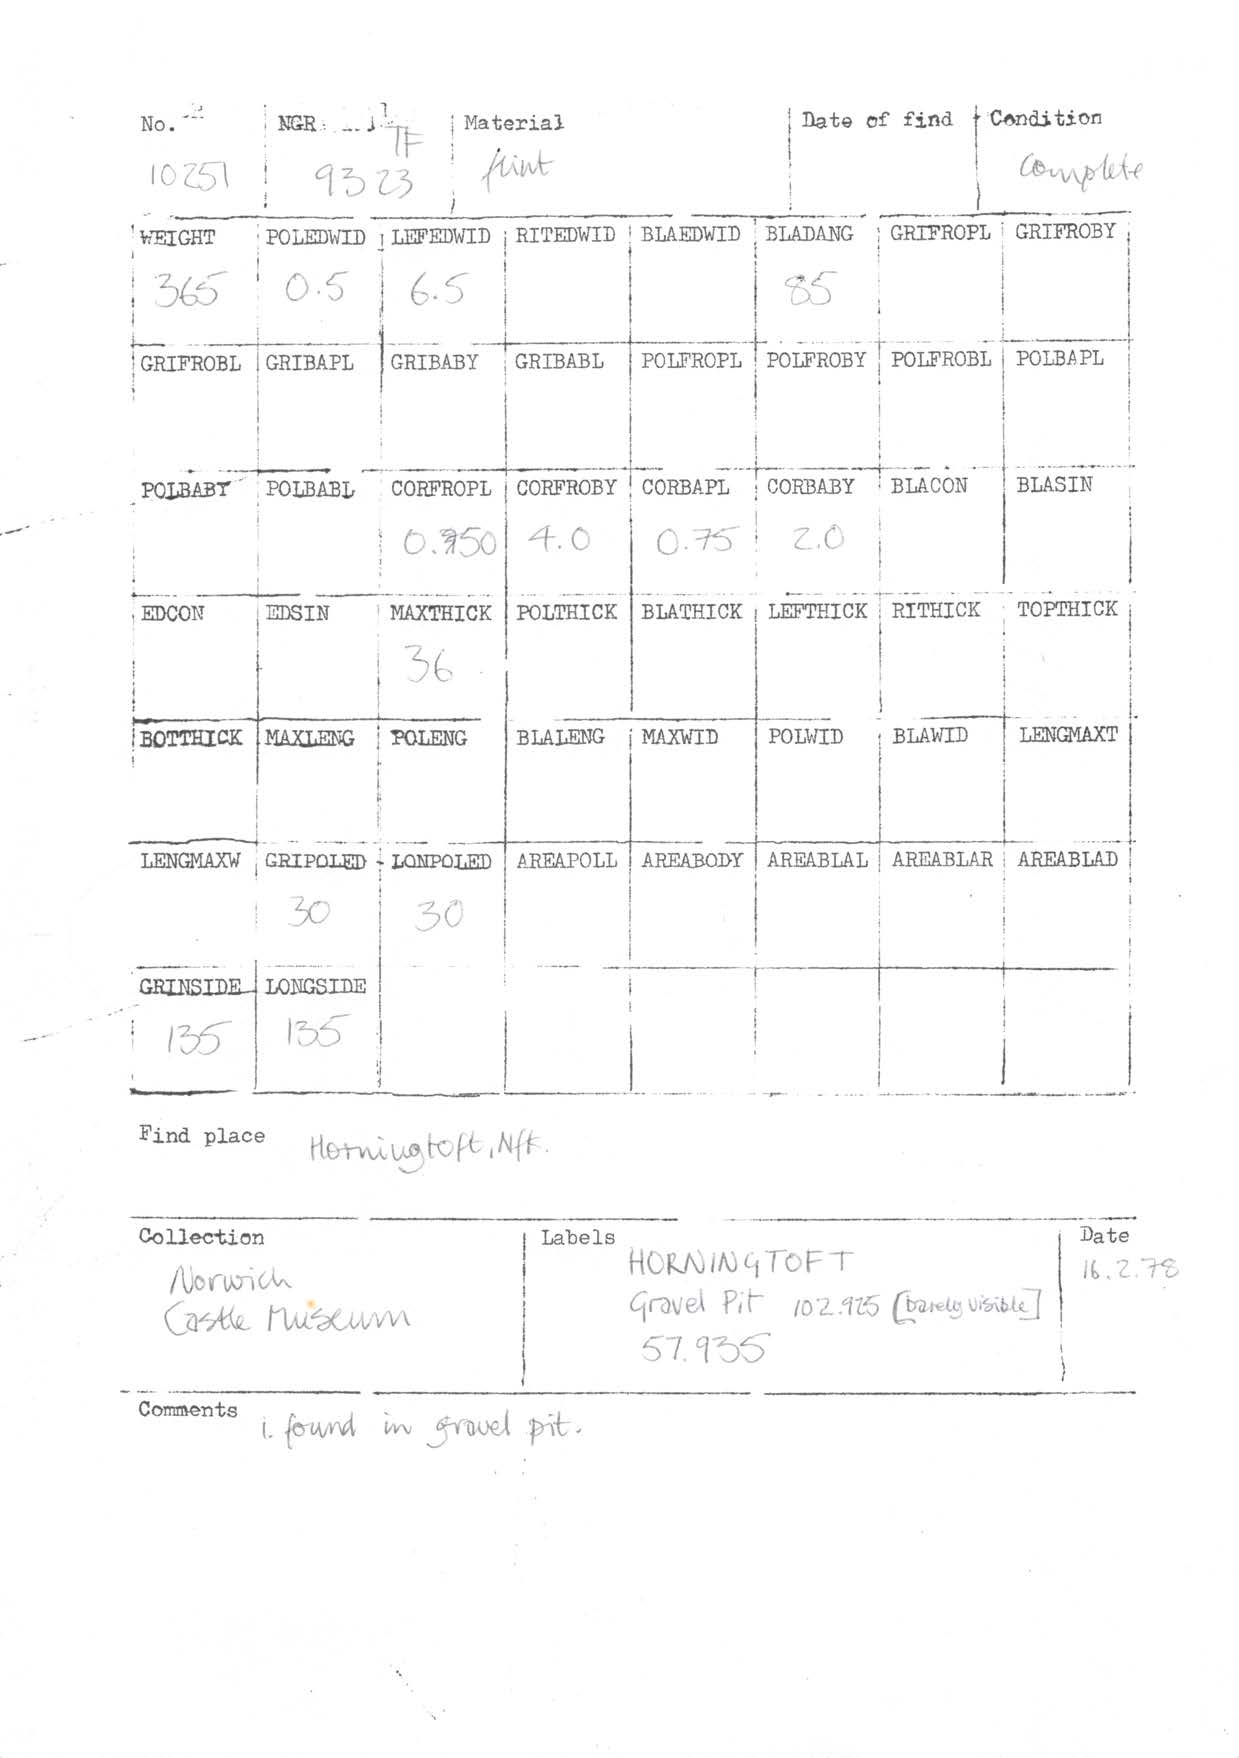 No. NGR Material Date of find Condition
10251 TF 9323 flint Complete
WEIGHT POLEDWID LEFEDWID RITEDWID BLAEDWID BLADANG GRIFROPL GRIFROBY
365 0.5 6.5 85
GRIFROBL GRIBAPL GRIBABY GRIBABL POLFROPL POLFROBY POLFROBL POLBAPL
POLBABY POLBABL CORFROPL CORFROBY CORBAPL CORBABY BLACON BLASIN
4.0 0.75 2.0
EDCON EDSIN MAXTHICK POLTHICK BLATHICK LEFTHICK RITHICK TOPTHICK
36
BOTTHICK MAXLENG POLENG BLALENG MAXWID POLWID BLAWID LENGMAXT
LENGMAXW GRIPOLED LONPOLED AREAPOLL AREABODY AREABLAL AREABLAR AREABLAD
30 30
GRINSIDE LONGSIDE
135 135
Find place Horningtoft, Nfk.
Collection Labels Date
Norwich HORNINGTOFT 16.2.78
Castle Museum Gravel Pit 102.925 [barely visible]
57.935
Comments i. found in gravel pit.